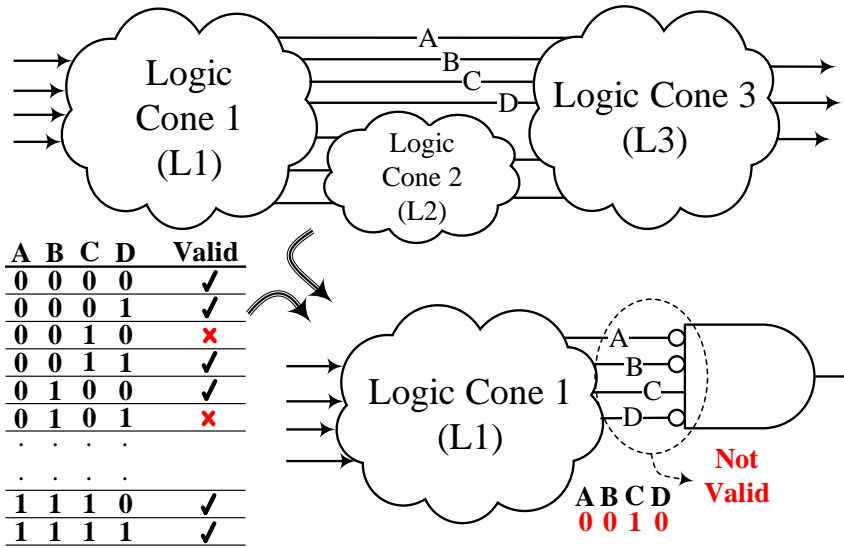 Logic
Cone 1
(L1)
A
B
C
D
Logic
Cone 2
(L2)
Logic Cone 3
(L3)
A B C D Valid
0 0 0 0 ✓
0 0 0 1 ✓
0 0 1 0 ×
0 0 1 1 ✓
0 1 0 0 ✓
0 1 0 1 ×
. . . . .
. . . . .
1 1 1 0 ✓
1 1 1 1 ✓
Logic Cone 1
(L1)
A
B
C
D
Not
Valid
A B C D
0 0 1 0